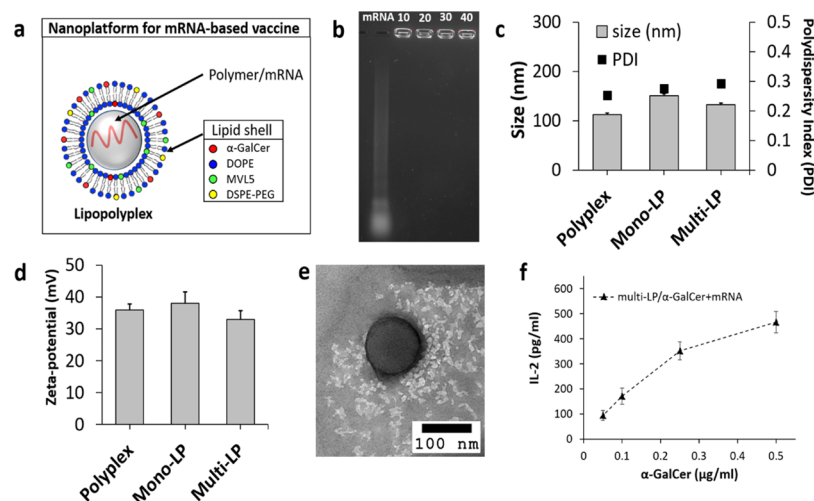 a
Nanoplatform for mRNA-based vaccine
Polymer/mRNA
Lipid shell
α-GalCer
DOPE
MVL5
DSPE-PEG
Lipopolyplex
b
mRNA 10 20 30 40
c
300
200
100
0
Size (nm)
size (nm)
PDI
0.5
0.4
0.3
0.2
0.1
0
Polydispersity Index (PDI)
Polyplex
Mono-LP
Multi-LP
d
50
40
30
20
10
0
Zeta-potential (mV)
Polyplex
Mono-LP
Multi-LP
e
100 nm
f
multi-LP/α-GalCer+mRNA
600
500
400
300
200
100
0
IL-2 (pg/ml)
0 0.1 0.2 0.3 0.4 0.5
α-GalCer (μg/ml)